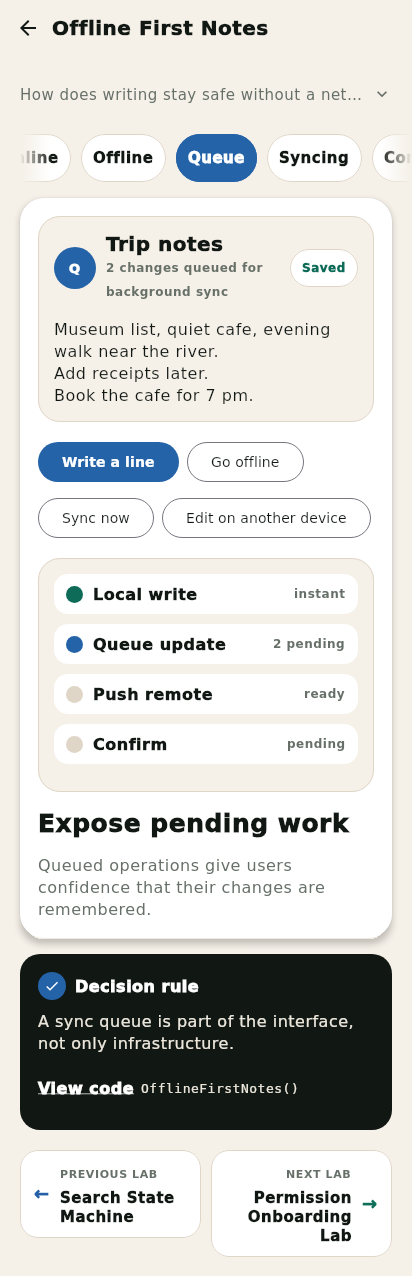 Offline First Notes
How does writing stay safe without a net...
Offline
Queue
Syncing
Q
Trip notes
2 changes queued for
background sync
Saved
Museum list, quiet cafe, evening
walk near the river.
Add receipts later.
Book the cafe for 7 pm.
Write a line
Go offline
Sync now
Edit on another device
Local write
instant
Queue update
2 pending
Push remote
ready
Confirm
pending
Expose pending work
Queued operations give users
confidence that their changes are
remembered.
Decision rule
A sync queue is part of the interface,
not only infrastructure.
View code OfflineFirstNotes()
PREVIOUS LAB
← Search State
Machine
NEXT LAB
Permission →
Onboarding
Lab